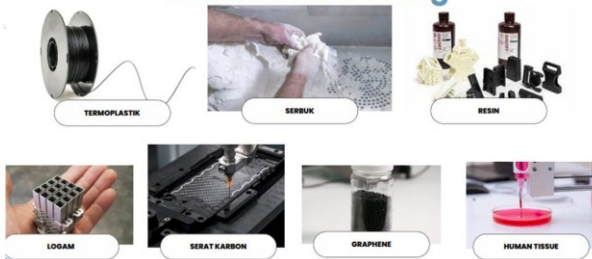 TERMOPLASTIK
SERBUK
RESIN
LOGAM
SERAT KARBON
GRAPHENE
HUMAN TISSUE